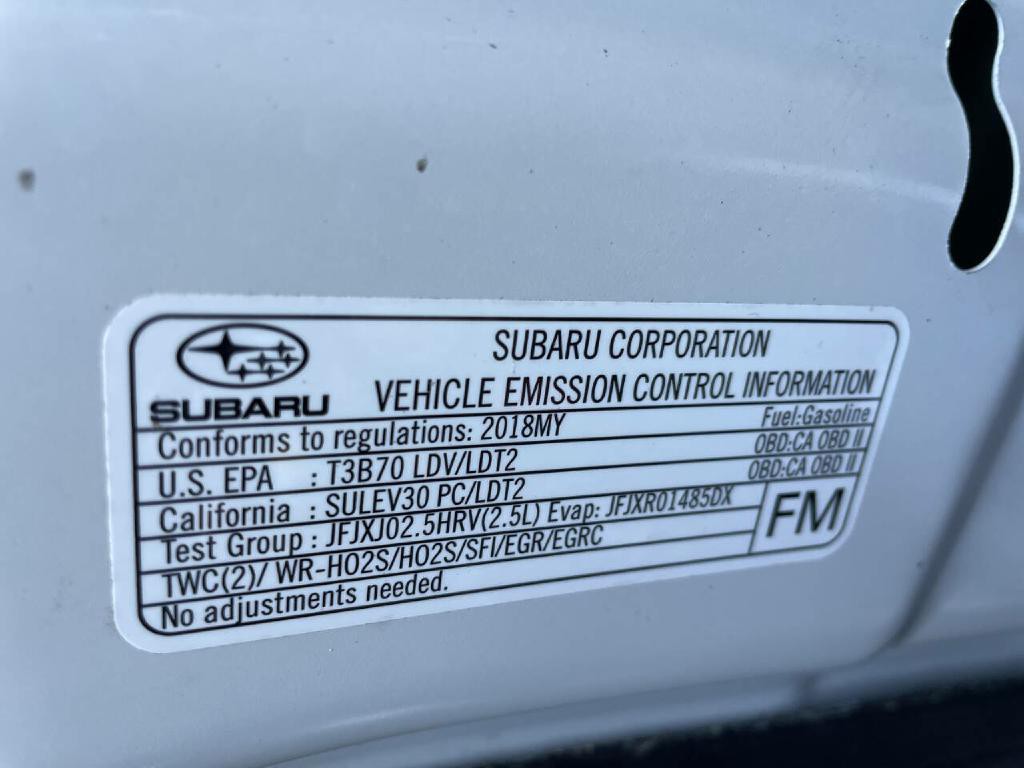 SUBARU
SUBARU CORPORATION
VEHICLE EMISSION CONTROL INFORMATION
Conforms to regulations: 2018MY Fuel:Gasoline
U.S. EPA : T3B70 LDV/LDT2 OBD:CA OBD II
California : SULEV30 PC/LDT2 OBD:CA OBD II
Test Group : JFJXJ02.5HRV(2.5L) Evap: JFJXR01485DX
TWC(2)/ WR-HO2S/HO2S/SFI/EGR/EGRC
No adjustments needed.
FM